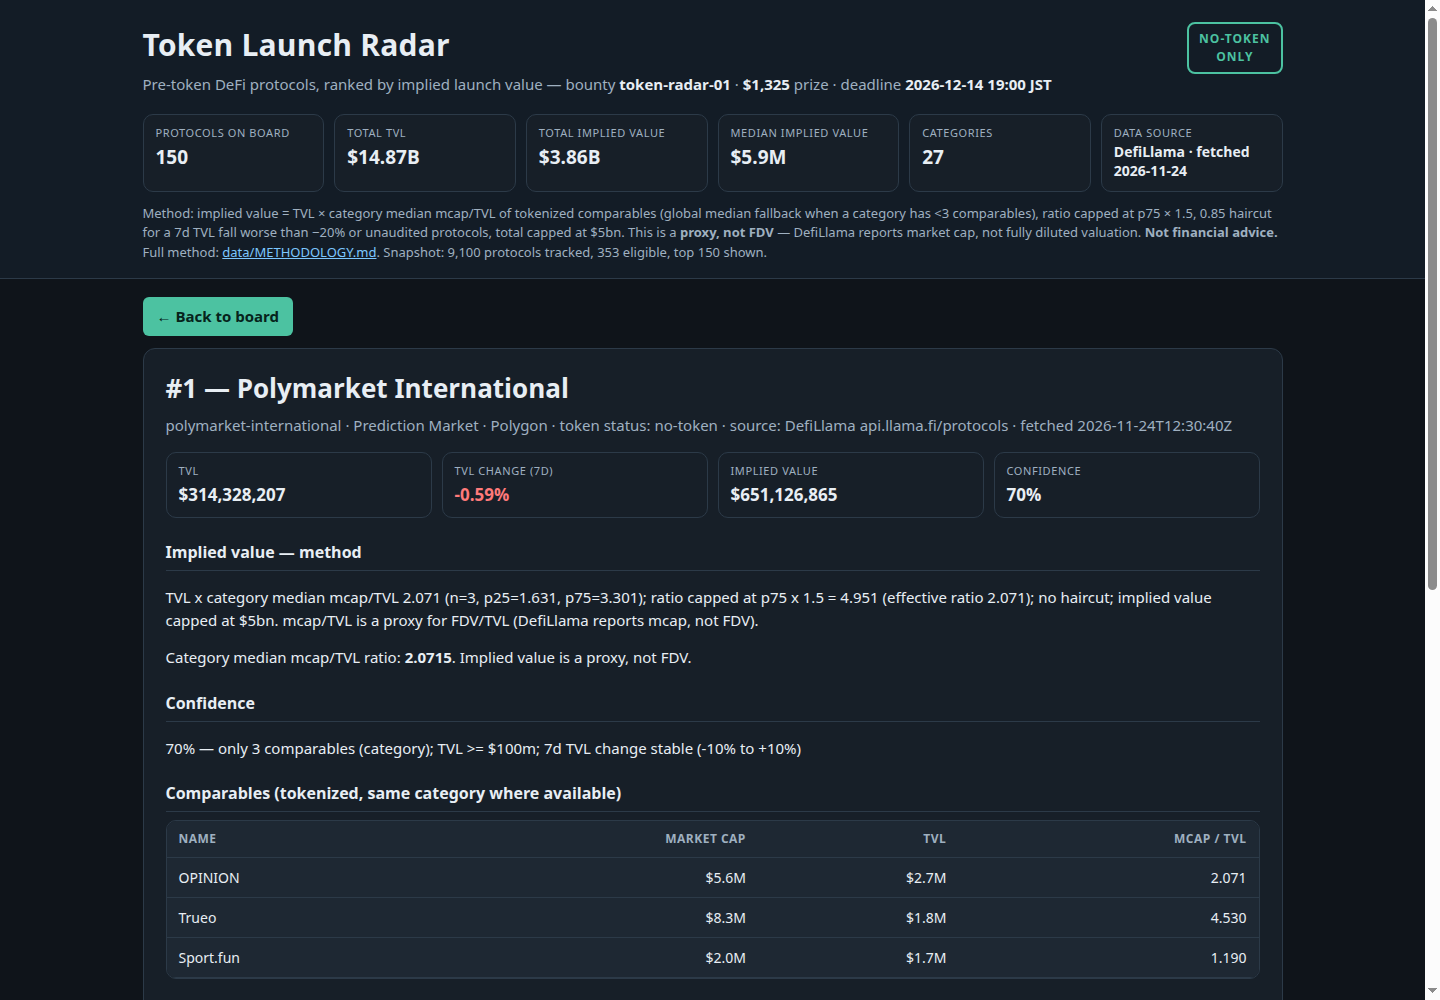 Token Launch Radar
NO-TOKEN
ONLY
Pre-token DeFi protocols, ranked by implied launch value — bounty token-radar-01 · $1,325 prize · deadline 2026-12-14 19:00 JST
PROTOCOLS ON BOARD
150
TOTAL TVL
$14.87B
TOTAL IMPLIED VALUE
$3.86B
MEDIAN IMPLIED VALUE
$5.9M
CATEGORIES
27
DATA SOURCE
DefiLlama · fetched
2026-11-24
Method: implied value = TVL × category median mcap/TVL of tokenized comparables (global median fallback when a category has <3 comparables), ratio capped at p75 × 1.5, 0.85 haircut
for a 7d TVL fall worse than −20% or unaudited protocols, total capped at $5bn. This is a proxy, not FDV — DefiLlama reports market cap, not fully diluted valuation. Not financial advice.
Full method: data/METHODOLOGY.md. Snapshot: 9,100 protocols tracked, 353 eligible, top 150 shown.
← Back to board
#1 — Polymarket International
polymarket-international · Prediction Market · Polygon · token status: no-token · source: DefiLlama api.llama.fi/protocols · fetched 2026-11-24T12:30:40Z
TVL
$314,328,207
TVL CHANGE (7D)
-0.59%
IMPLIED VALUE
$651,126,865
CONFIDENCE
70%
Implied value — method
TVL x category median mcap/TVL 2.071 (n=3, p25=1.631, p75=3.301); ratio capped at p75 x 1.5 = 4.951 (effective ratio 2.071); no haircut; implied value
capped at $5bn. mcap/TVL is a proxy for FDV/TVL (DefiLlama reports mcap, not FDV).
Category median mcap/TVL ratio: 2.0715. Implied value is a proxy, not FDV.
Confidence
70% — only 3 comparables (category); TVL >= $100m; 7d TVL change stable (-10% to +10%)
Comparables (tokenized, same category where available)
NAME MARKET CAP TVL MCAP / TVL
OPINION $5.6M $2.7M 2.071
Trueo $8.3M $1.8M 4.530
Sport.fun $2.0M $1.7M 1.190